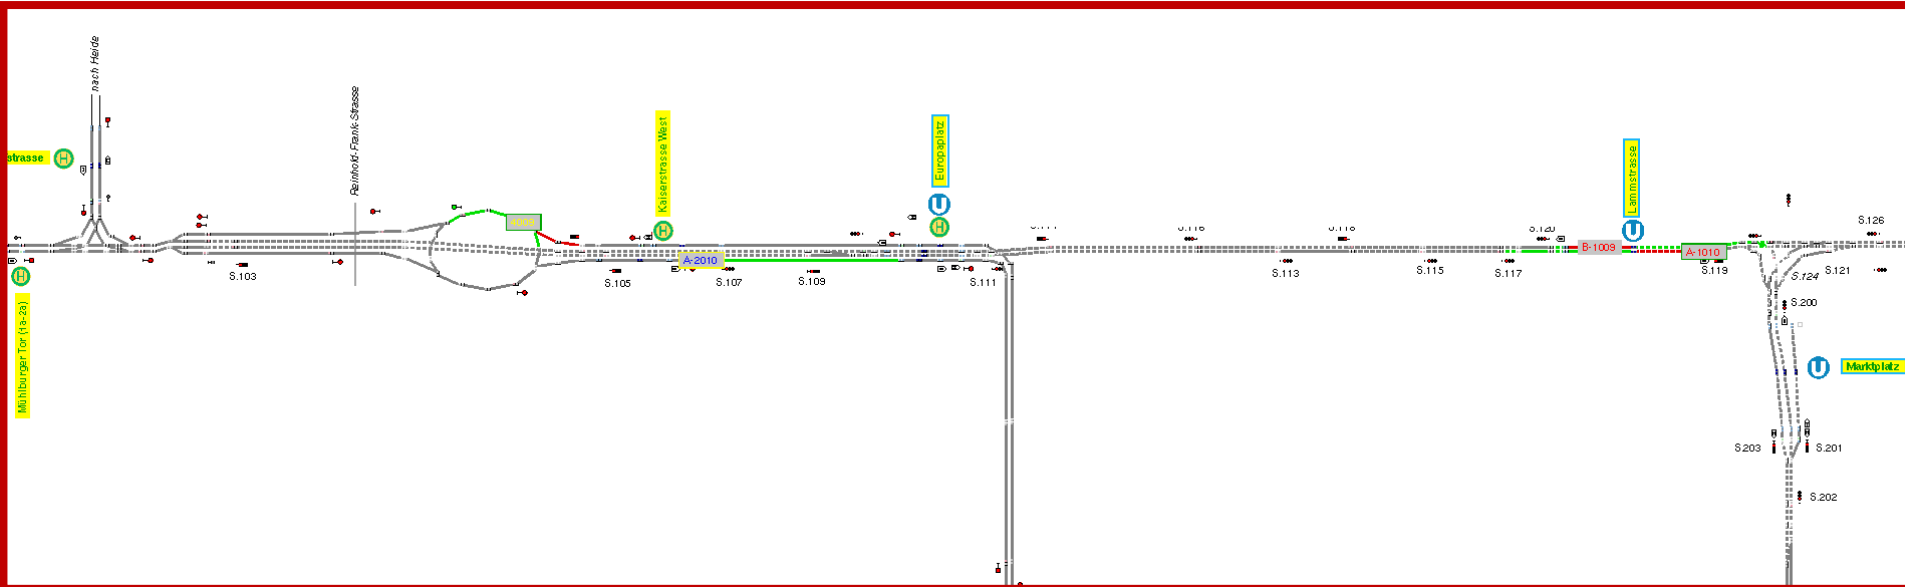 nach Heide
Reinhold-Frank-Strasse
strasse
H
Kaiserstrasse West
H
Europaplatz
U
H
Lammstrasse
U
S.126
4005
S.116
S.118
S.120
B-1009
A-1010
A-2010
S.103
S.105
S.107
S.109
S.111
S.113
S.115
S.117
S.119
S.124
S.121
H
Mühlburger Tor (1a-2a)
S.200
U
Marktplatz
S.203
S.201
S.202